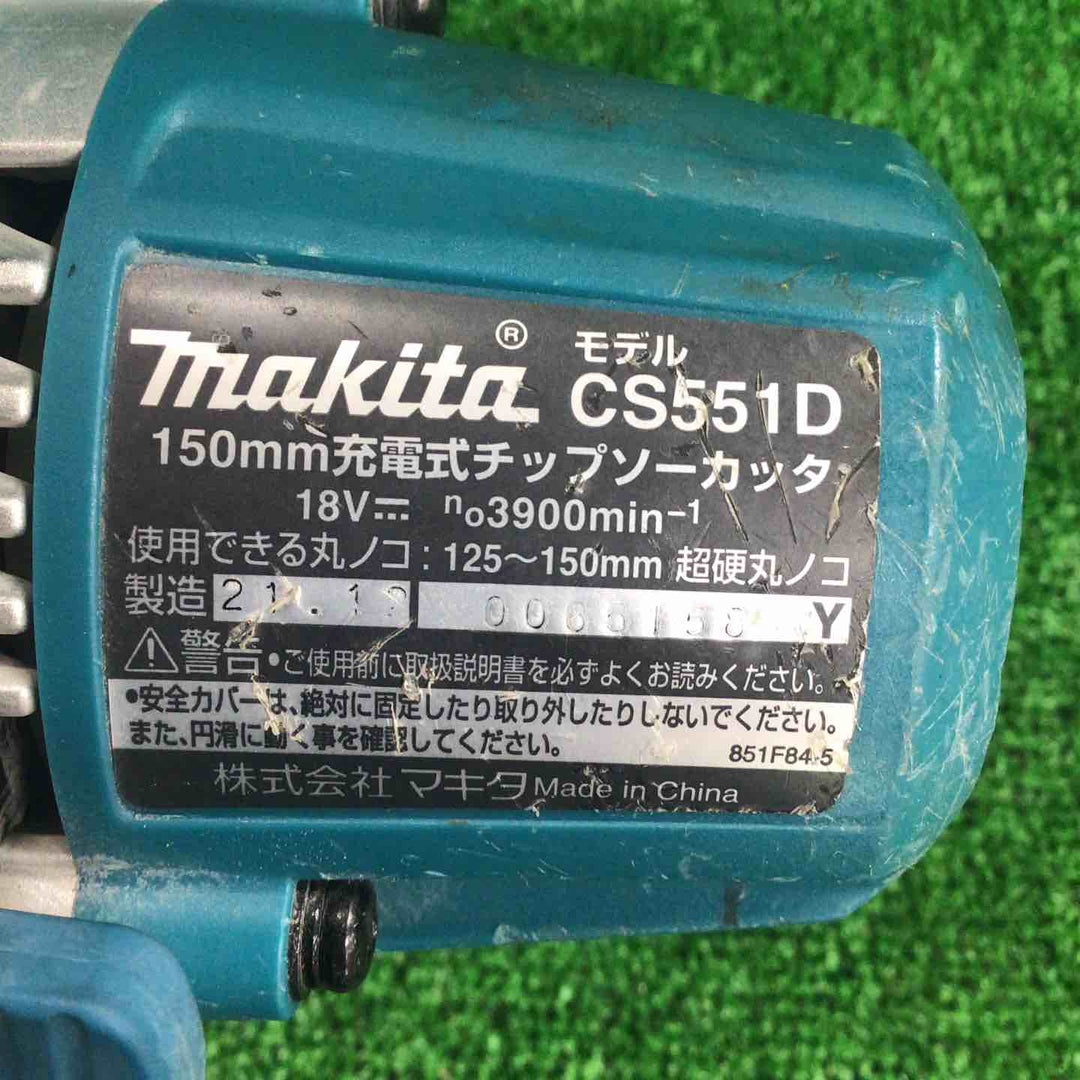 makita®
モデル
CS551D
150mm充電式チップソーカッタ
18V⎓ n₀3900min⁻¹
使用できる丸ノコ：125～150mm 超硬丸ノコ
製造 21.12 Y
⚠警告・ご使用前に取扱説明書を必ずよくお読みください。
・安全カバーは、絶対に固定したり取り外したりしないでください。
また、円滑に動く事を確認してください。
851F84-5
株式会社 マキタ Made in China